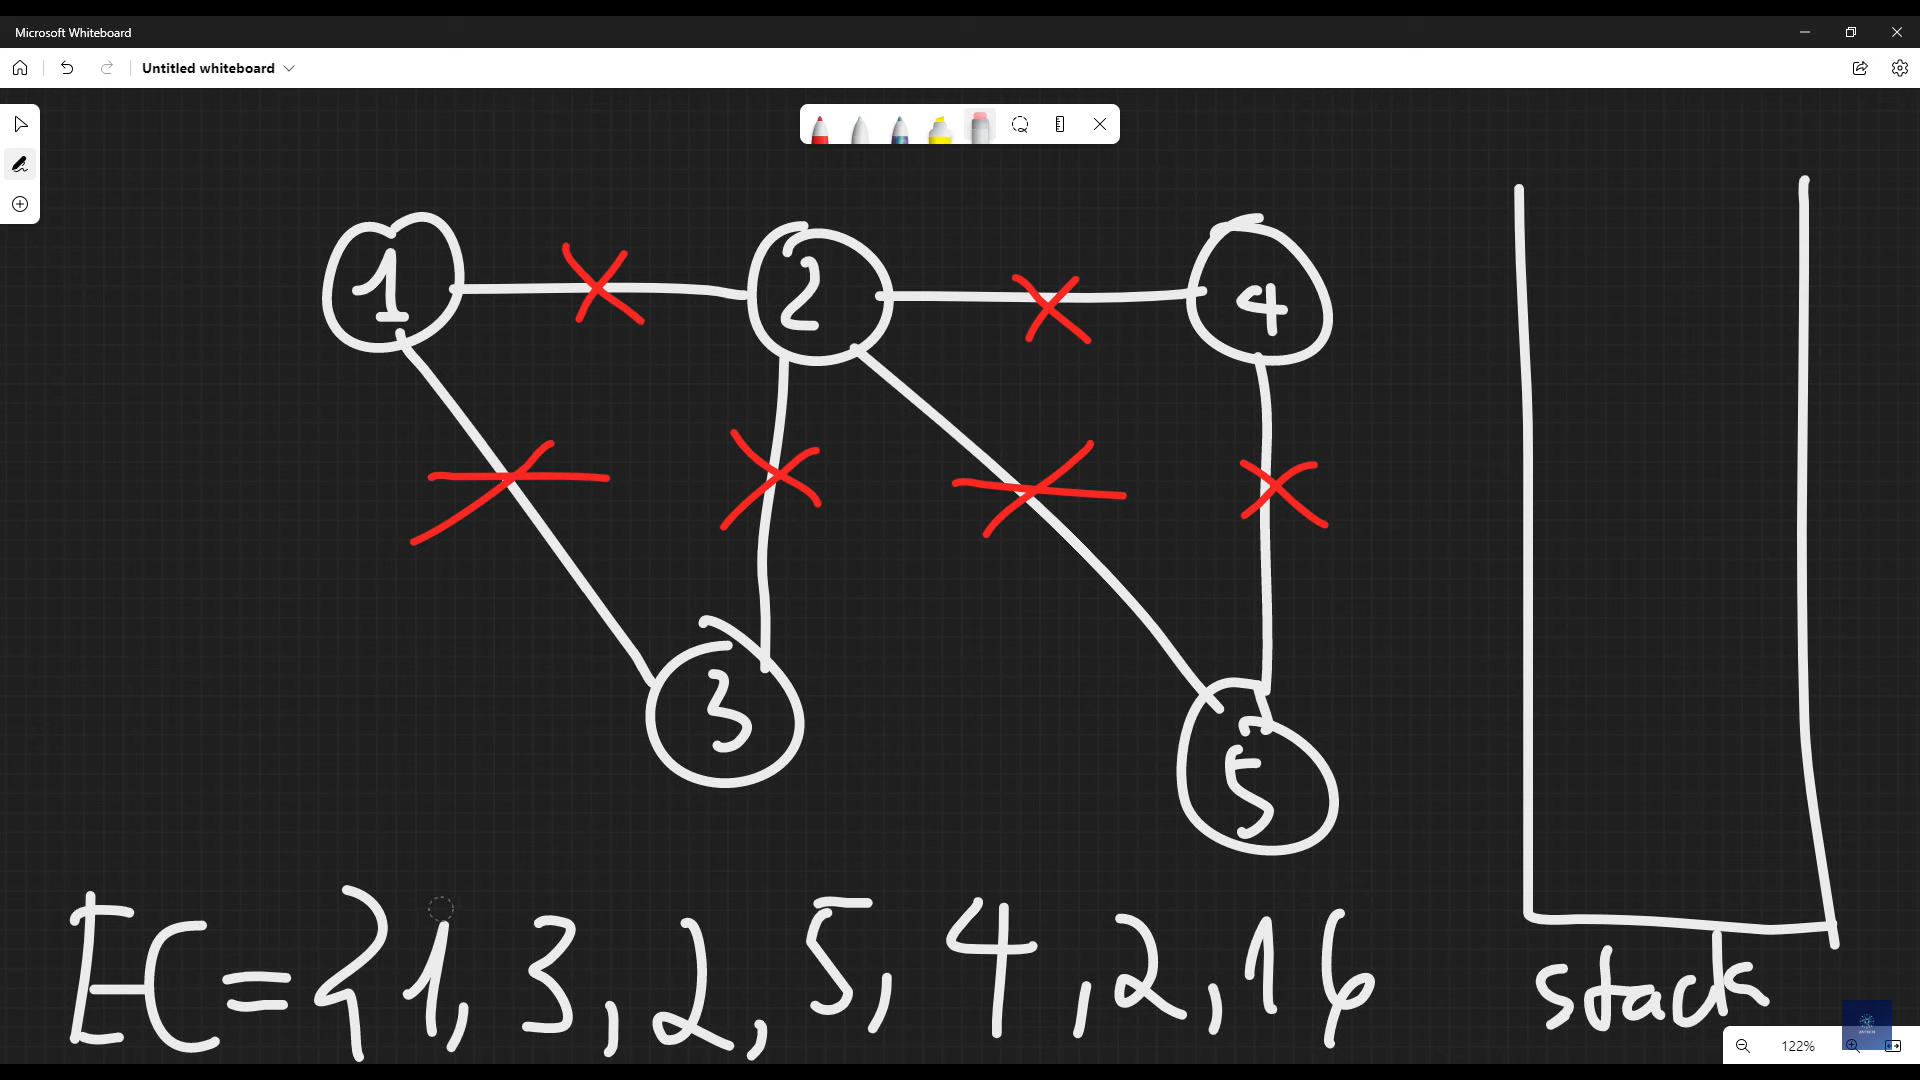 Microsoft Whiteboard
Untitled whiteboard
1 2 4
3
5
EC={1, 3, 2, 5, 4, 2, 1}
stack
122%